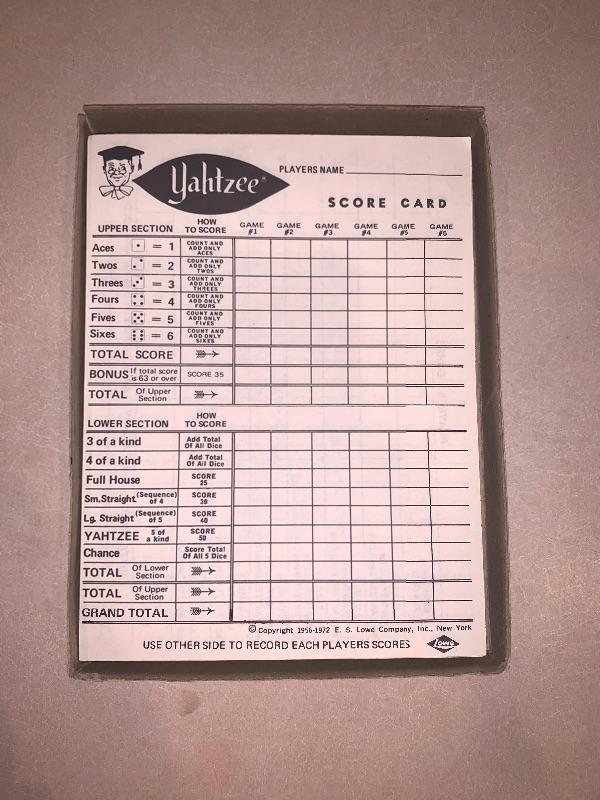 Yahtzee®
PLAYERS NAME
SCORE CARD
UPPER SECTION HOW TO SCORE GAME #1 GAME #2 GAME #3 GAME #4 GAME #5 GAME #6
Aces = 1 COUNT AND ADD ONLY ACES
Twos = 2 COUNT AND ADD ONLY TWOS
Threes = 3 COUNT AND ADD ONLY THREES
Fours = 4 COUNT AND ADD ONLY FOURS
Fives = 5 COUNT AND ADD ONLY FIVES
Sixes = 6 COUNT AND ADD ONLY SIXES
TOTAL SCORE
BONUS If total score is 63 or over SCORE 35
TOTAL Of Upper Section
LOWER SECTION HOW TO SCORE
3 of a kind Add Total Of All Dice
4 of a kind Add Total Of All Dice
Full House SCORE 25
Sm. Straight (Sequence) of 4 SCORE 30
Lg. Straight (Sequence) of 5 SCORE 40
YAHTZEE 5 of a kind SCORE 50
Chance Score Total Of All 5 Dice
TOTAL Of Lower Section
TOTAL Of Upper Section
GRAND TOTAL
© Copyright 1956-1972 E. S. Lowe Company, Inc., New York
USE OTHER SIDE TO RECORD EACH PLAYERS SCORES
Lowe